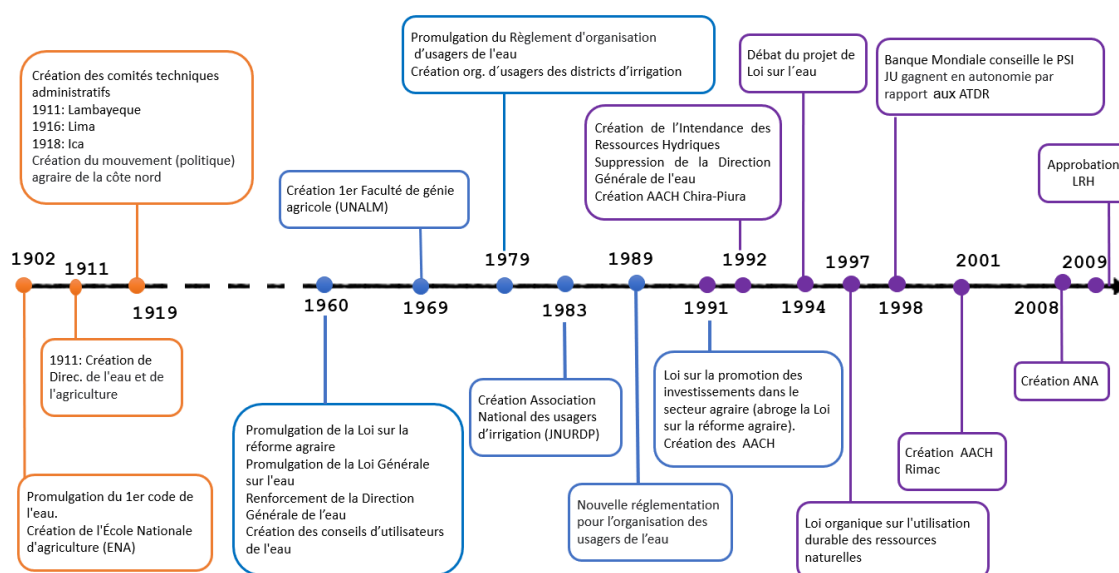 Création des comités techniques
administratifs
1911: Lambayeque
1916: Lima
1918: Ica
Création du mouvement (politique)
agraire de la côte nord
Promulgation du Règlement d'organisation
d’usagers de l'eau
Création org. d´usagers des districts d’irrigation
Débat du projet de
Loi sur l´eau
Banque Mondiale conseille le PSI
JU gagnent en autonomie par
rapport aux ATDR
Création de l’Intendance des
Ressources Hydriques
Suppression de la Direction
Générale de l'eau
Création AACH Chira-Piura
Création 1er Faculté de génie
agricole (UNALM)
Approbation
LRH
1902
1911
1919
1960
1969
1979
1983
1989
1991
1992
1994
1997
1998
2001
2008
2009
1911: Création de
Direc. de l'eau et de
l'agriculture
Promulgation du 1er code de
l'eau.
Création de l'École Nationale
d'agriculture (ENA)
Promulgation de la Loi sur la
réforme agraire
Promulgation de la Loi Générale
sur l'eau
Renforcement de la Direction
Générale de l’eau
Création des conseils d’utilisateurs
de l'eau
Création Association
National des usagers
d’irrigation (JNURDP)
Nouvelle réglementation
pour l’organisation des
usagers de l’eau
Loi sur la promotion des
investissements dans le
secteur agraire (abroge la Loi
sur la réforme agraire).
Création des AACH
Loi organique sur l'utilisation
durable des ressources
naturelles
Création AACH
Rimac
Création ANA